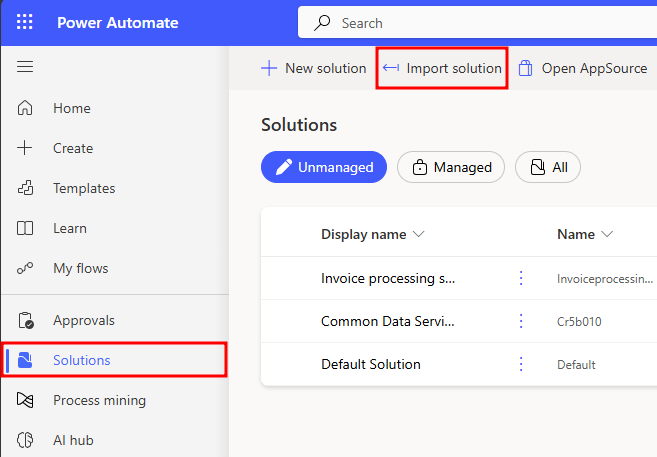 Power Automate
Search
New solution
Import solution
Open AppSource
Home
Create
Templates
Learn
My flows
Approvals
Solutions
Process mining
AI hub
Solutions
Unmanaged
Managed
All
Display name
Name
Invoice processing s...
Invoiceprocessin...
Common Data Servi...
Cr5b010
Default Solution
Default